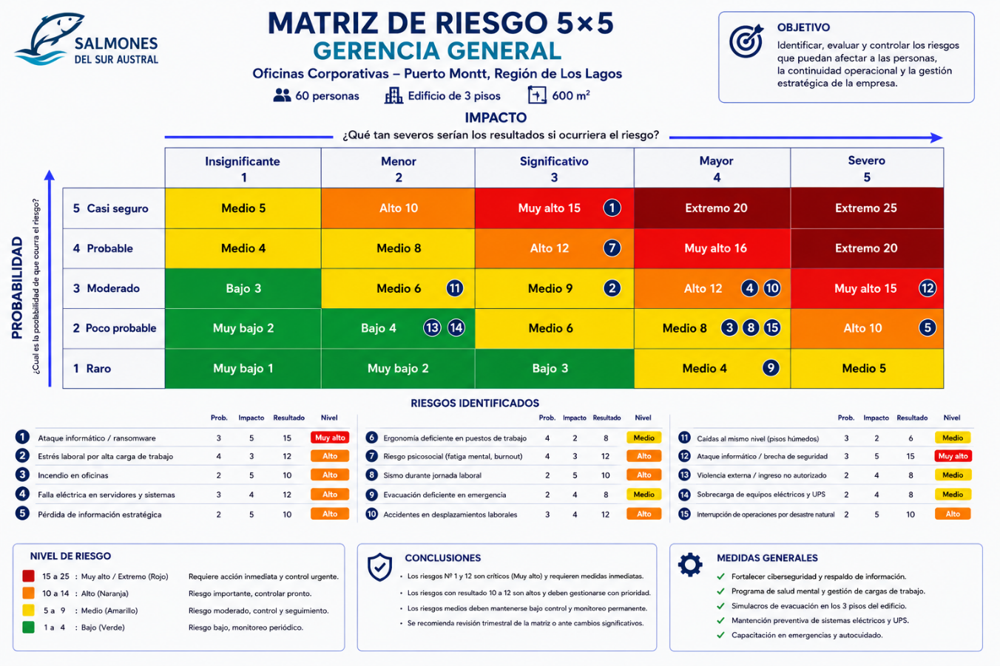 SALMONES
DEL SUR AUSTRAL
MATRIZ DE RIESGO 5×5
GERENCIA GENERAL
Oficinas Corporativas – Puerto Montt, Región de Los Lagos
60 personas
Edificio de 3 pisos
600 m²
OBJETIVO
Identificar, evaluar y controlar los riesgos
que puedan afectar a las personas,
la continuidad operacional y la gestión
estratégica de la empresa.
IMPACTO
¿Qué tan severos serían los resultados si ocurriera el riesgo?
PROBABILIDAD
Insignificante Menor Significativo Mayor Severo
1 2 3 4 5
5 Casi seguro Medio 5 Alto 10 Muy alto 15 1 Extremo 20 Extremo 25
4 Probable Medio 4 Medio 8 Alto 12 7 Muy alto 16 Extremo 20
3 Moderado Bajo 3 Medio 6 11 Medio 9 2 Alto 12 4 10 Muy alto 15 12
2 Poco probable Muy bajo 2 Bajo 4 13 14 Medio 6 Medio 8 3 8 15 Alto 10 5
1 Raro Muy bajo 1 Muy bajo 2 Bajo 3 Medio 4 9 Medio 5
RIESGOS IDENTIFICADOS
Prob. Impacto Resultado Nivel
1 Ataque informático / ransomware 3 5 15 Muy alto
2 Estrés laboral por alta carga de trabajo 4 3 12 Alto
3 Incendio en oficinas 2 5 10 Alto
4 Falla eléctrica en servidores y sistemas 3 4 12 Alto
5 Pérdida de información estratégica 2 5 10 Alto
Prob. Impacto Resultado Nivel
6 Ergonomía deficiente en puestos de trabajo 4 2 8 Medio
7 Riesgo psicosocial (fatiga mental, burnout) 4 3 12 Alto
8 Sismo durante jornada laboral 2 5 10 Alto
9 Evacuación deficiente en emergencia 2 4 8 Medio
10 Accidentes en desplazamientos laborales 3 4 12 Alto
Prob. Impacto Resultado Nivel
11 Caídas al mismo nivel (pisos húmedos) 3 2 6 Medio
12 Ataque informático / brecha de seguridad 3 5 15 Muy alto
13 Violencia externa / ingreso no autorizado 2 4 8 Medio
14 Sobrecarga de equipos eléctricos y UPS 2 4 8 Medio
15 Interrupción de operaciones por desastre natural 2 5 10 Alto
NIVEL DE RIESGO
15 a 25 : Muy alto / Extremo (Rojo) Requiere acción inmediata y control urgente.
10 a 14 : Alto (Naranja) Riesgo importante, controlar pronto.
5 a 9 : Medio (Amarillo) Riesgo moderado, control y seguimiento.
1 a 4 : Bajo (Verde) Riesgo bajo, monitoreo periódico.
CONCLUSIONES
• Los riesgos Nº 1 y 12 son críticos (Muy alto) y requieren medidas inmediatas.
• Los riesgos con resultado 10 a 12 son altos y deben gestionarse con prioridad.
• Los riesgos medios deben mantenerse bajo control y monitoreo permanente.
• Se recomienda revisión trimestral de la matriz o ante cambios significativos.
MEDIDAS GENERALES
✓ Fortalecer ciberseguridad y respaldo de información.
✓ Programa de salud mental y gestión de cargas de trabajo.
✓ Simulacros de evacuación en los 3 pisos del edificio.
✓ Mantención preventiva de sistemas eléctricos y UPS.
✓ Capacitación en emergencias y autocuidado.